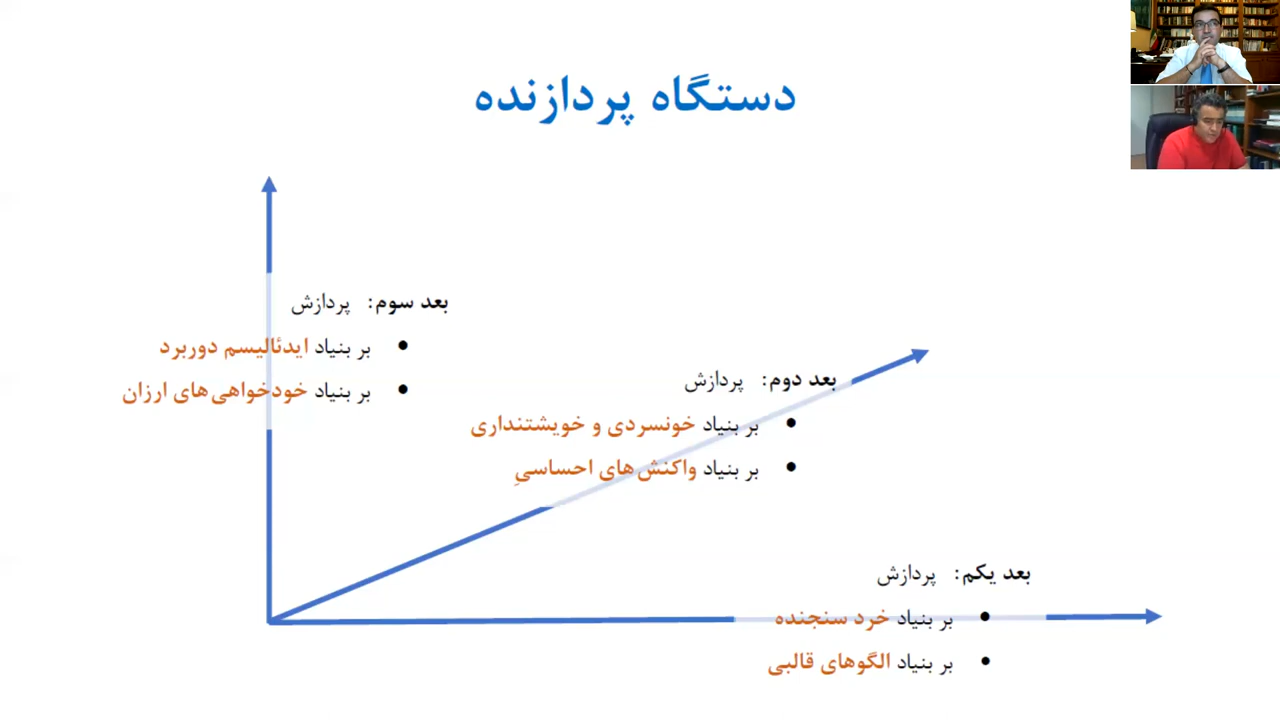 دستگاه پردازنده
بعد سوم: پردازش
• بر بنیاد ایدئالیسم دوربرد
• بر بنیاد خودخواهی‌های ارزان
بعد دوم: پردازش
• بر بنیاد خونسردی و خویشتنداری
• بر بنیاد واکنش های احساسیِ
بعد یکم: پردازش
• بر بنیاد خرد سنجنده
• بر بنیاد الگوهای قالبی